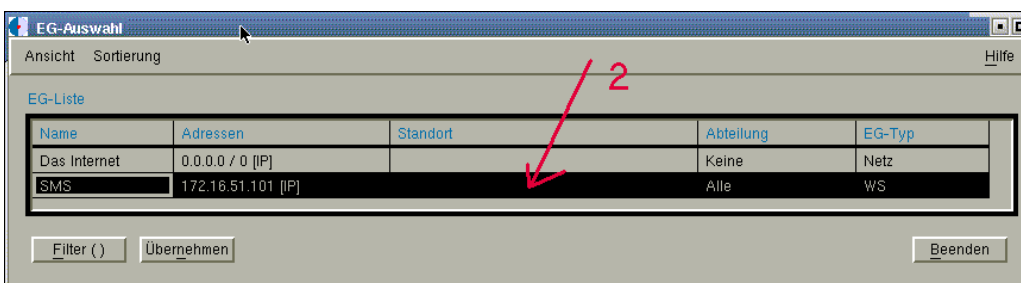 EG-Auswahl
Ansicht Sortierung Hilfe
2
EG-Liste
Name Adressen Standort Abteilung EG-Typ
Das Internet 0.0.0.0 / 0 [IP] Keine Netz
SMS 172.16.51.101 [IP] Alle WS
Filter ( ) Übernehmen Beenden